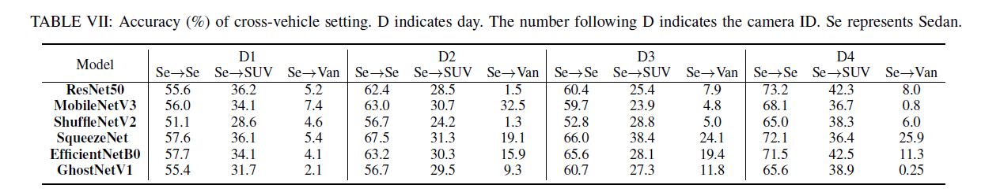 TABLE VII: Accuracy (%) of cross-vehicle setting. D indicates day. The number following D indicates the camera ID. Se represents Sedan.
Model D1 D2 D3 D4
Se→Se Se→SUV Se→Van Se→Se Se→SUV Se→Van Se→Se Se→SUV Se→Van Se→Se Se→SUV Se→Van
ResNet50 55.6 36.2 5.2 62.4 28.5 1.5 60.4 25.4 7.9 73.2 42.3 8.0
MobileNetV3 56.0 34.1 7.4 63.0 30.7 32.5 59.7 23.9 4.8 68.1 36.7 0.8
ShuffleNetV2 51.1 28.6 4.6 56.7 24.2 1.3 52.8 28.8 5.0 65.0 38.3 6.0
SqueezeNet 57.6 36.1 5.4 67.5 31.3 19.1 66.0 38.4 24.1 72.1 36.4 25.9
EfficientNetB0 57.7 34.1 4.1 63.2 30.3 15.9 65.6 28.1 19.4 71.5 42.5 11.3
GhostNetV1 55.4 31.7 2.1 56.7 29.5 9.3 60.7 27.3 11.8 65.6 38.9 0.25